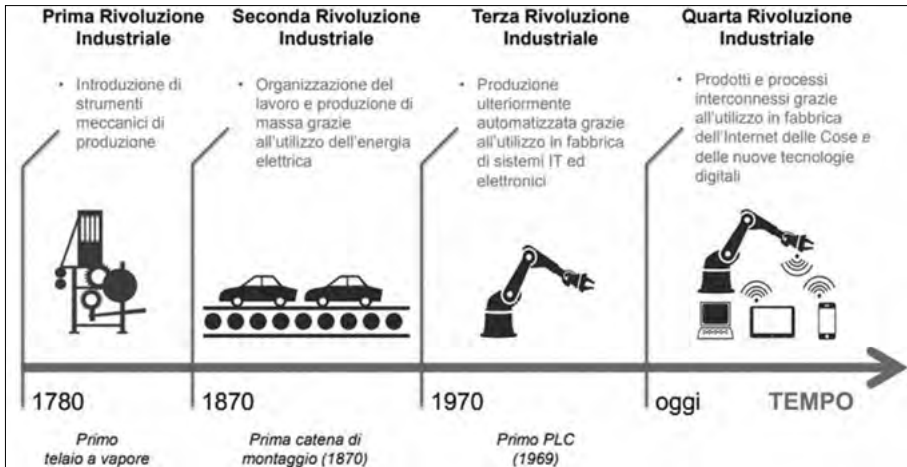 Prima Rivoluzione
Industriale
Seconda Rivoluzione
Industriale
Terza Rivoluzione
Industriale
Quarta Rivoluzione
Industriale
• Introduzione di
strumenti
meccanici di
produzione
• Organizzazione del
lavoro e produzione di
massa grazie
all'utilizzo dell'energia
elettrica
• Produzione
ulteriormente
automatizzata grazie
all'utilizzo in fabbrica
di sistemi IT ed
elettronici
• Prodotti e processi
interconnessi grazie
all'utilizzo in fabbrica
dell'Internet delle Cose e
delle nuove tecnologie
digitali
1780
1870
1970
oggi
TEMPO
Primo
telaio a vapore
Prima catena di
montaggio (1870)
Primo PLC
(1969)